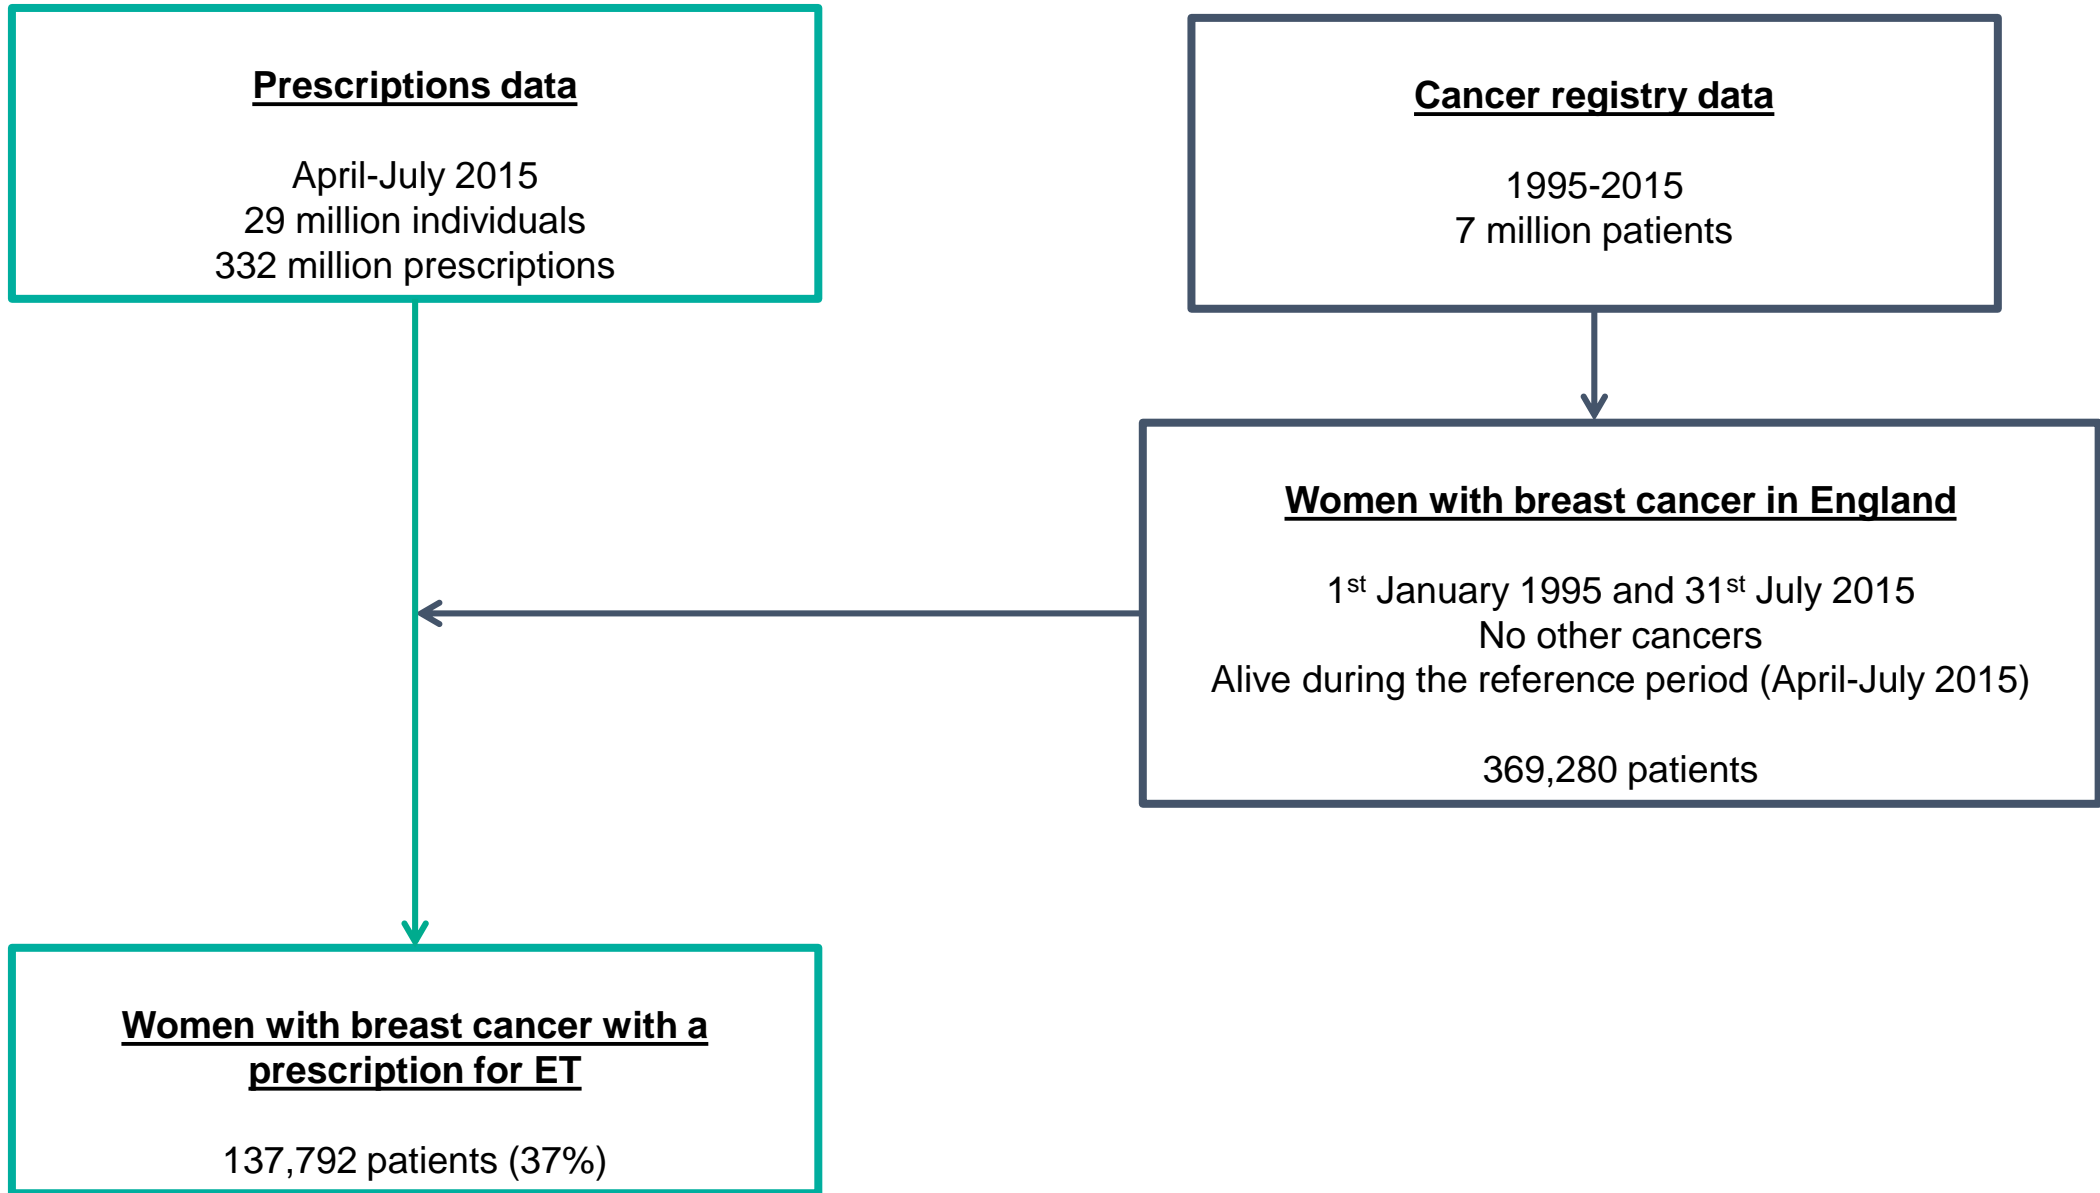 Prescriptions data
April-July 2015
29 million individuals
332 million prescriptions
Cancer registry data
1995-2015
7 million patients
Women with breast cancer in England
1st January 1995 and 31st July 2015
No other cancers
Alive during the reference period (April-July 2015)
369,280 patients
Women with breast cancer with a
prescription for ET
137,792 patients (37%)